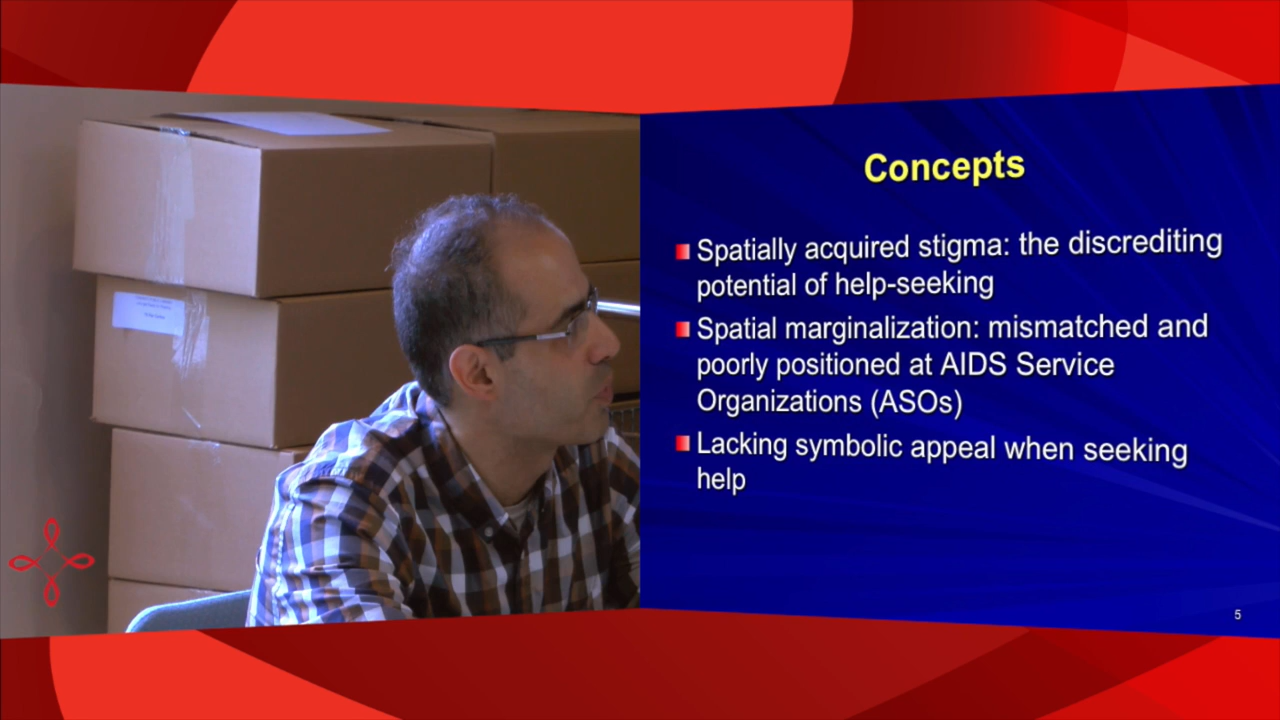 Concepts
Spatially acquired stigma: the discrediting
potential of help-seeking
Spatial marginalization: mismatched and
poorly positioned at AIDS Service
Organizations (ASOs)
Lacking symbolic appeal when seeking
help
5